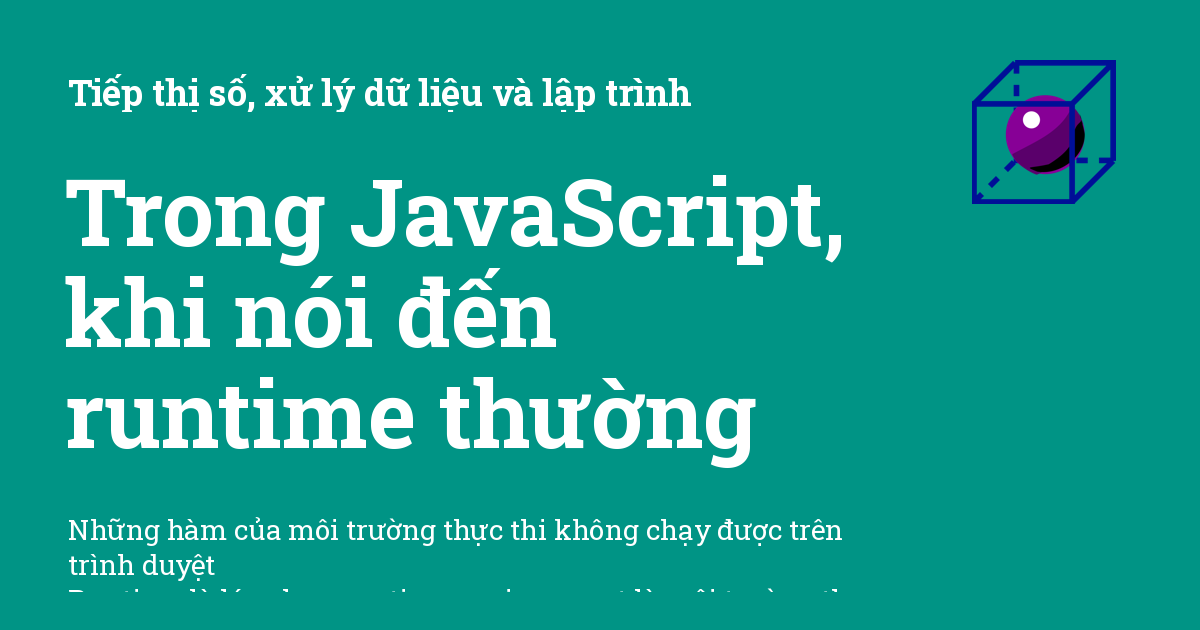 Tiếp thị số, xử lý dữ liệu và lập trình
Trong JavaScript,
khi nói đến
runtime thường
Những hàm của môi trường thực thi không chạy được trên
trình duyệt